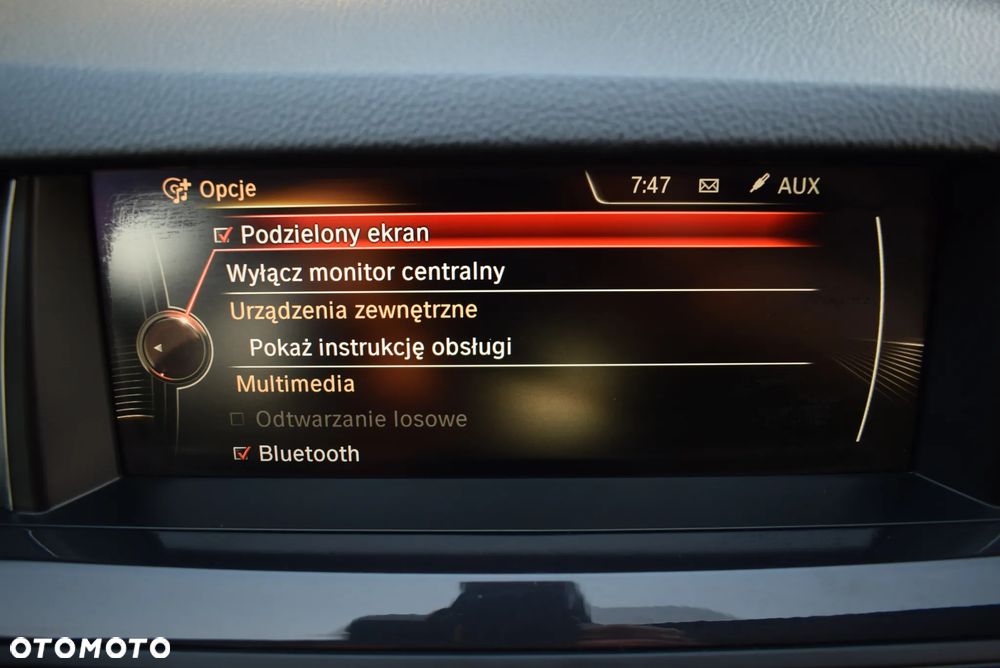 Opcje
7:47
AUX
Podzielony ekran
Wyłącz monitor centralny
Urządzenia zewnętrzne
Pokaż instrukcję obsługi
Multimedia
Odtwarzanie losowe
Bluetooth
OTOMOTO